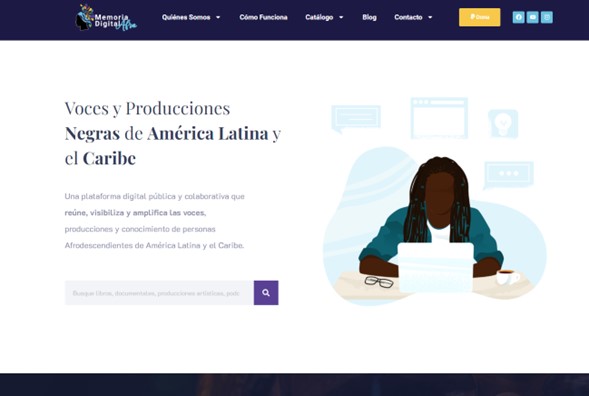 Memoria
Digital Afro
Quiénes Somos
Cómo Funciona
Catálogo
Blog
Contacto
Dona
Voces y Producciones
Negras de América Latina y
el Caribe
Una plataforma digital pública y colaborativa que
reúne, visibiliza y amplifica las voces,
producciones y conocimiento de personas
Afrodescendientes de América Latina y el Caribe.
Busque libros, documentales, producciones artísticas, podc